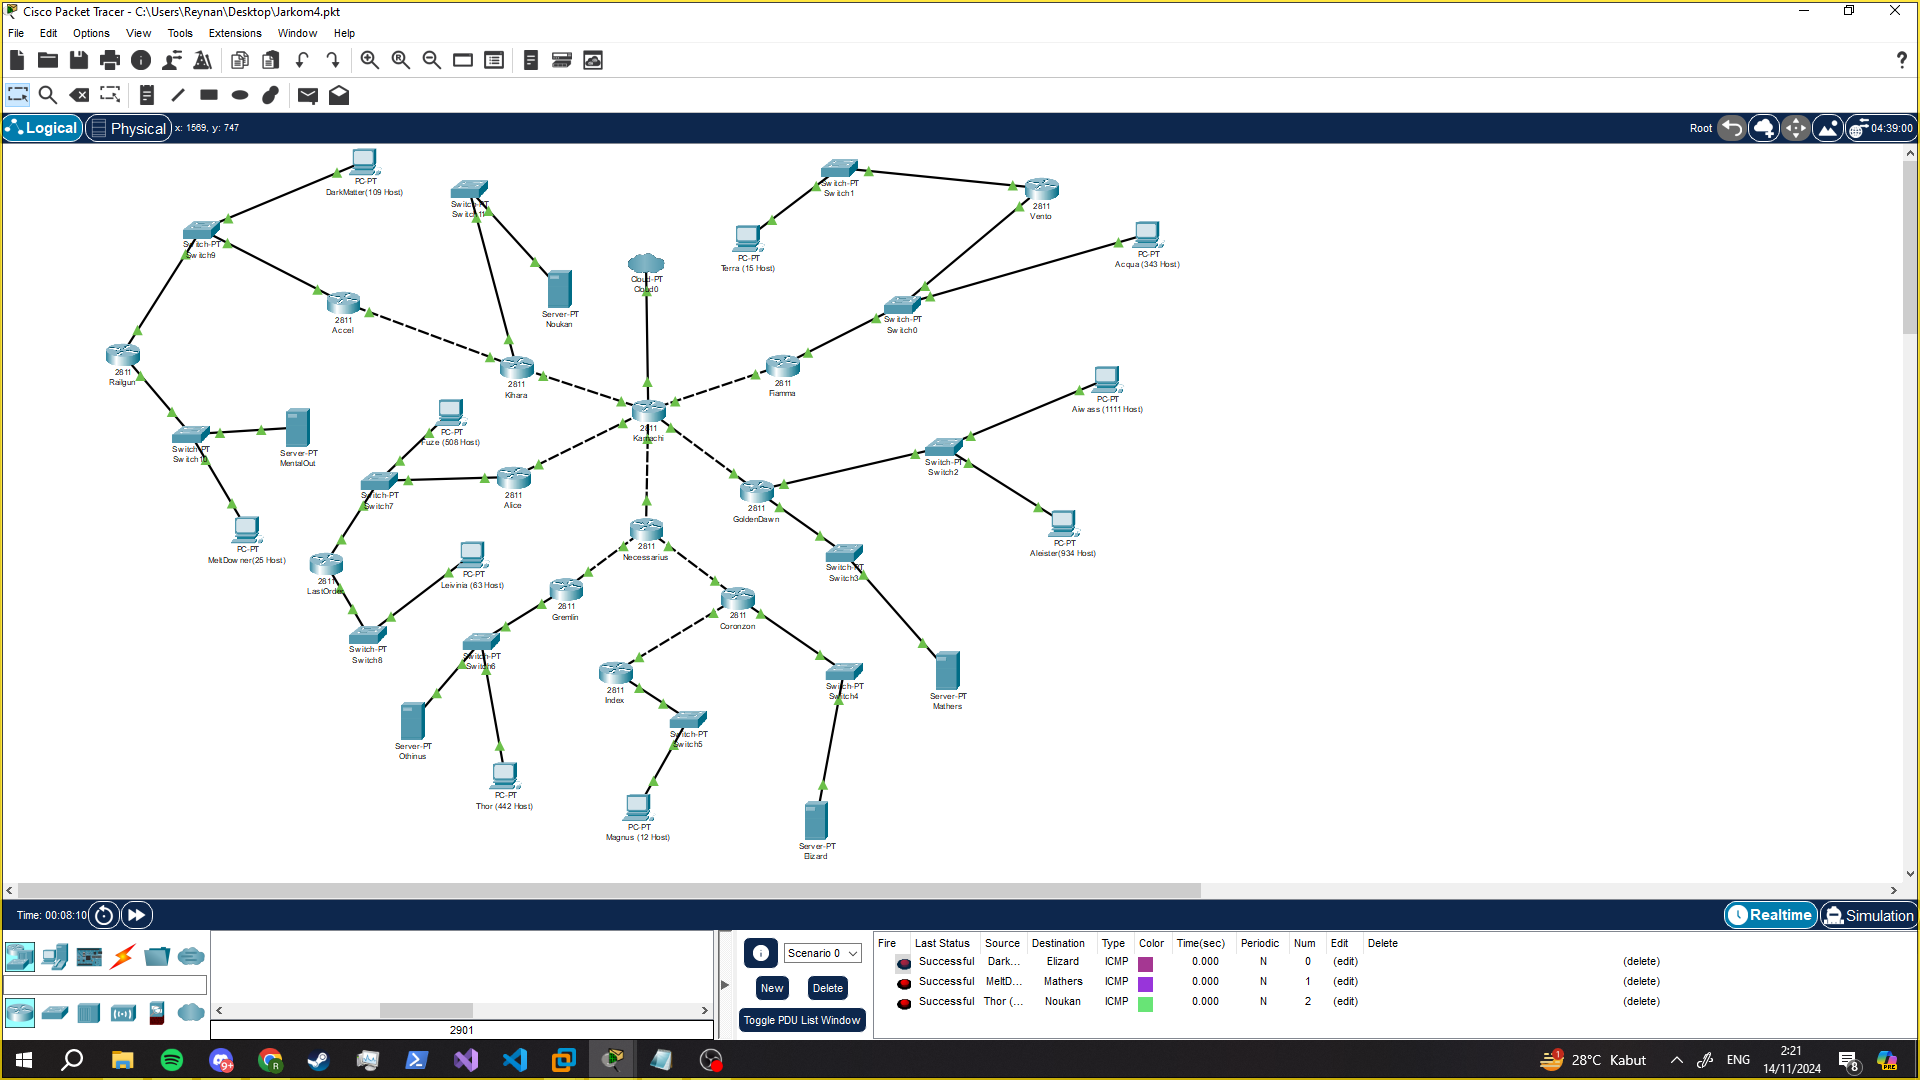 Cisco Packet Tracer - C:\Users\Reynan\Desktop\Jarkom4.pkt
File Edit Options View Tools Extensions Window Help
Logical Physical x: 1569, y: 747 Root 04:39:00
PC-PT
DarkMatter(109 Host)
Switch-PT
Switch11
Switch-PT
Switch1
2811
Vento
Switch-PT
Switch9
PC-PT
Terra (15 Host)
PC-PT
Acqua (343 Host)
Cloud-PT
Cloud0
Server-PT
Noukan
2811
Accel
Switch-PT
Switch0
2811
Railgun
2811
Kihara
2811
Fiamma
PC-PT
Aiwass (1111 Host)
2811
Kamachi
PC-PT
Fuze (508 Host)
Switch-PT
Switch10
Server-PT
MentalOut
Switch-PT
Switch2
Switch-PT
Switch7
2811
Alice
2811
GoldenDawn
PC-PT
MeltDowner(25 Host)
2811
Necessarius
PC-PT
Aleister(934 Host)
2811
LastOrder
PC-PT
Leivinia (63 Host)
Switch-PT
Switch3
2811
Gremlin
2811
Coronzon
Switch-PT
Switch8
Switch-PT
Switch6
2811
Index
Switch-PT
Switch4
Server-PT
Mathers
Switch-PT
Switch5
Server-PT
Othinus
PC-PT
Thor (442 Host)
PC-PT
Magnus (12 Host)
Server-PT
Elizard
Time: 00:08:10 Realtime Simulation
Scenario 0
New Delete
Toggle PDU List Window
2901
Fire Last Status Source Destination Type Color Time(sec) Periodic Num Edit Delete
Successful Dark... Elizard ICMP 0.000 N 0 (edit) (delete)
Successful MeltD... Mathers ICMP 0.000 N 1 (edit) (delete)
Successful Thor (... Noukan ICMP 0.000 N 2 (edit) (delete)
9+
1 28°C Kabut ENG 2:21
14/11/2024 8
PRE